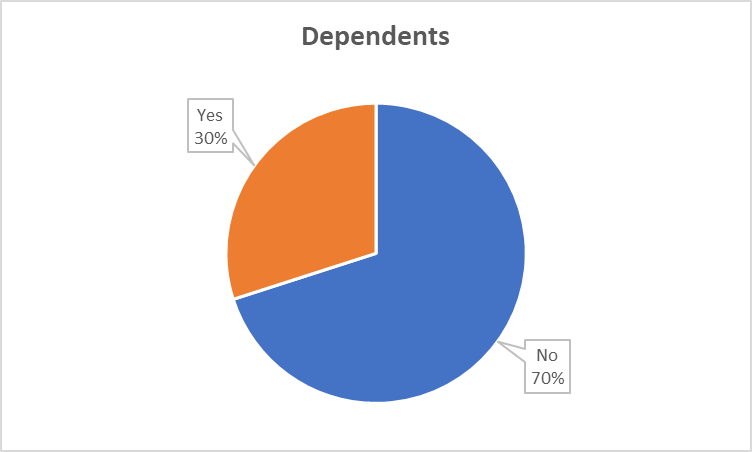 Dependents
Yes
30%
No
70%